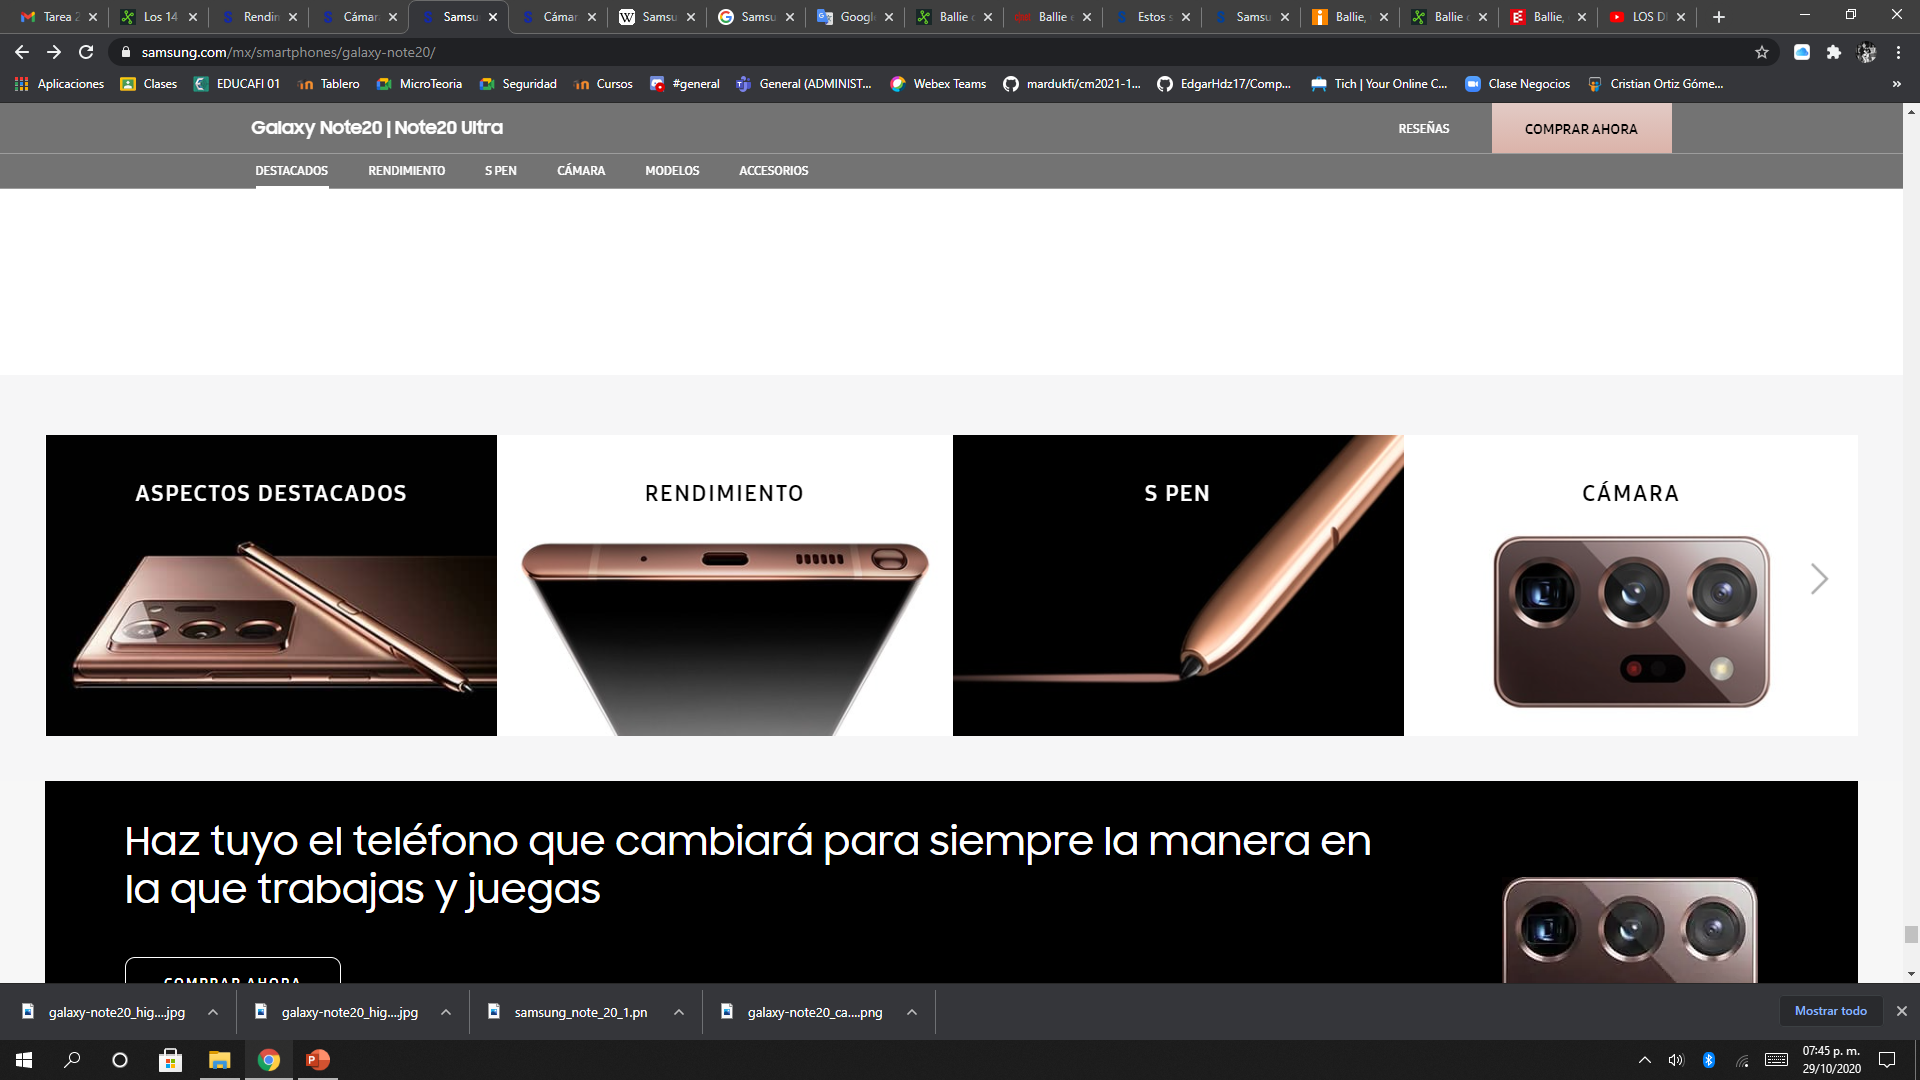 Tarea 2
Los 14
Rendin
Cámar
Samsu
Cámar
Samsu
Samsu
Googl
Ballie c
Ballie e
Estos s
Samsu
Ballie,
Ballie c
Ballie,
LOS DI
samsung.com/mx/smartphones/galaxy-note20/
Aplicaciones
Clases
EDUCAFI 01
Tablero
MicroTeoria
Seguridad
Cursos
#general
General (ADMINIST...
Webex Teams
mardukfi/cm2021-1...
EdgarHdz17/Comp...
Tich | Your Online C...
Clase Negocios
Cristian Ortiz Góme...
Galaxy Note20 | Note20 Ultra
RESEÑAS
COMPRAR AHORA
DESTACADOS
RENDIMIENTO
S PEN
CÁMARA
MODELOS
ACCESORIOS
ASPECTOS DESTACADOS
RENDIMIENTO
S PEN
CÁMARA
Haz tuyo el teléfono que cambiará para siempre la manera en
la que trabajas y juegas
COMPRAR AHORA
galaxy-note20_hig....jpg
galaxy-note20_hig....jpg
samsung_note_20_1.pn
galaxy-note20_ca....png
Mostrar todo
07:45 p. m.
29/10/2020